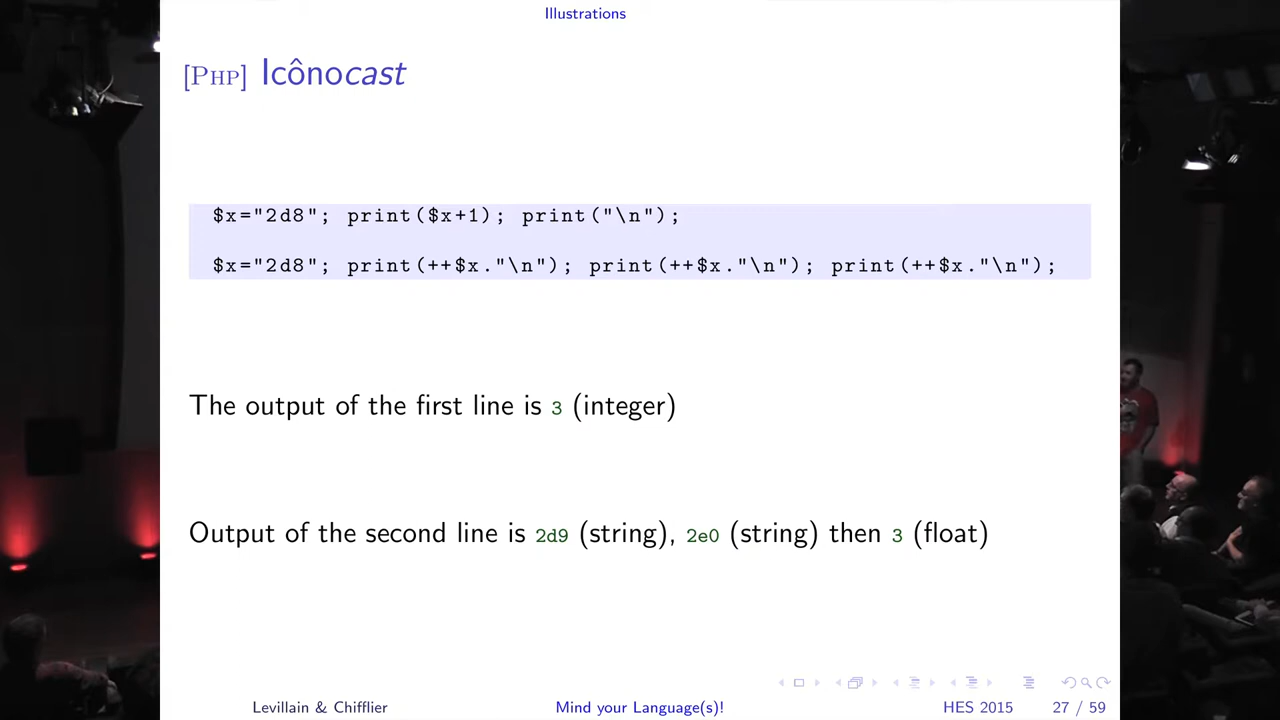 Illustrations
[Php] Icônocast
$x="2d8"; print($x+1); print("\n");
$x="2d8"; print(++$x."\n"); print(++$x."\n"); print(++$x."\n");
The output of the first line is 3 (integer)
Output of the second line is 2d9 (string), 2e0 (string) then 3 (float)
Levillain & Chifflier Mind your Language(s)! HES 2015 27 / 59